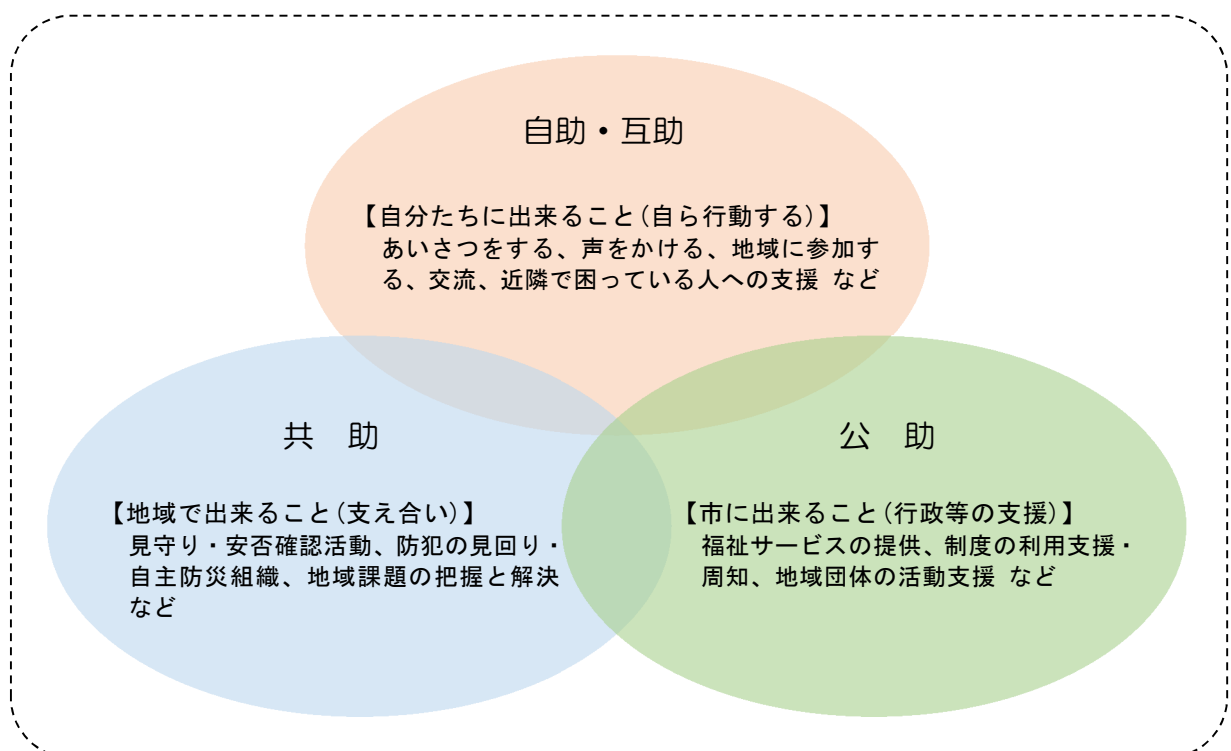 自助・互助
【自分たちに出来ること(自ら行動する)】
あいさつをする、声をかける、地域に参加す
る、交流、近隣で困っている人への支援 など
共 助
【地域で出来ること(支え合い)】
見守り・安否確認活動、防犯の見回り・
自主防災組織、地域課題の把握と解決
など
公 助
【市に出来ること(行政等の支援)】
福祉サービスの提供、制度の利用支援・
周知、地域団体の活動支援 など